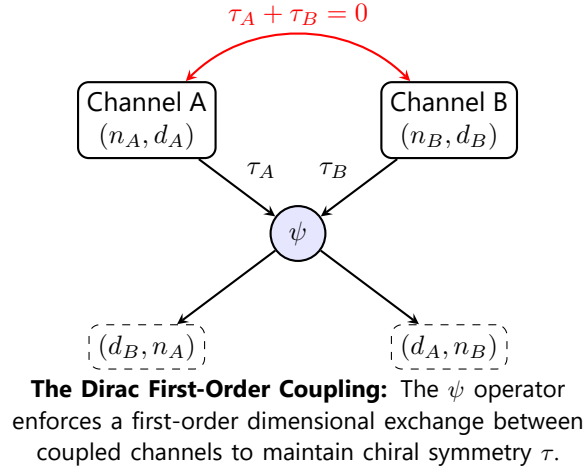 τ_A + τ_B = 0
Channel A
(n_A, d_A)
Channel B
(n_B, d_B)
τ_A
τ_B
ψ
(d_B, n_A)
(d_A, n_B)
The Dirac First-Order Coupling: The ψ operator
enforces a first-order dimensional exchange between
coupled channels to maintain chiral symmetry τ.